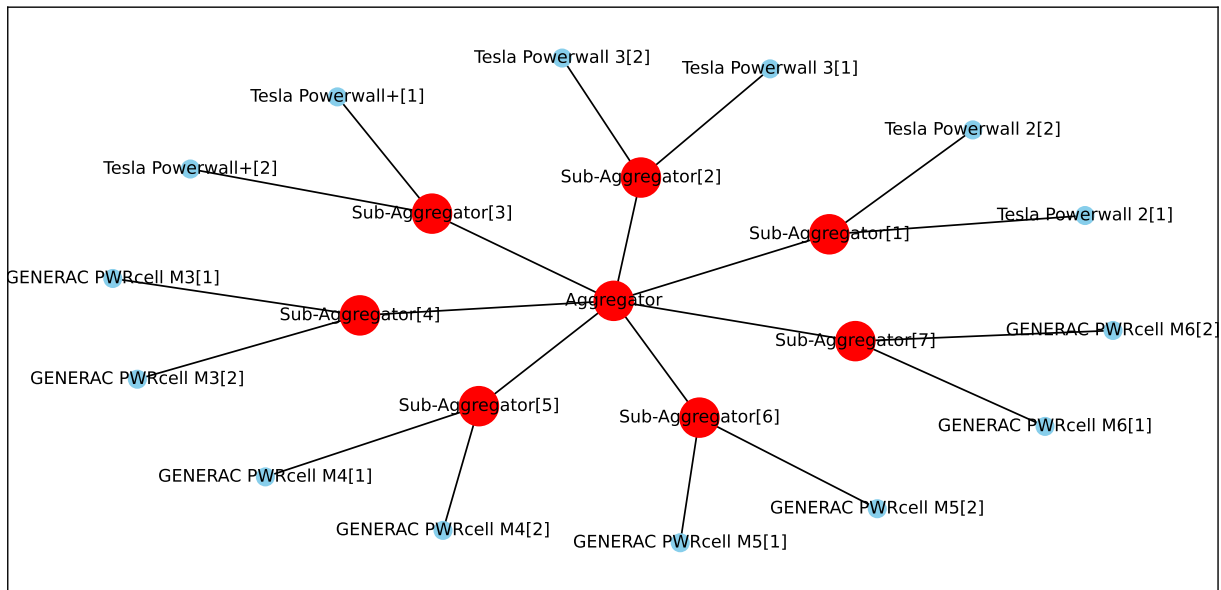 Tesla Powerwall 3[2]
Tesla Powerwall 3[1]
Tesla Powerwall+[1]
Tesla Powerwall 2[2]
Tesla Powerwall+[2]
Sub-Aggregator[2]
Sub-Aggregator[3]
Tesla Powerwall 2[1]
Sub-Aggregator[1]
GENERAC PWRcell M3[1]
Aggregator
Sub-Aggregator[4]
GENERAC PWRcell M6[2]
Sub-Aggregator[7]
GENERAC PWRcell M3[2]
Sub-Aggregator[5]
Sub-Aggregator[6]
GENERAC PWRcell M6[1]
GENERAC PWRcell M4[1]
GENERAC PWRcell M5[2]
GENERAC PWRcell M4[2]
GENERAC PWRcell M5[1]